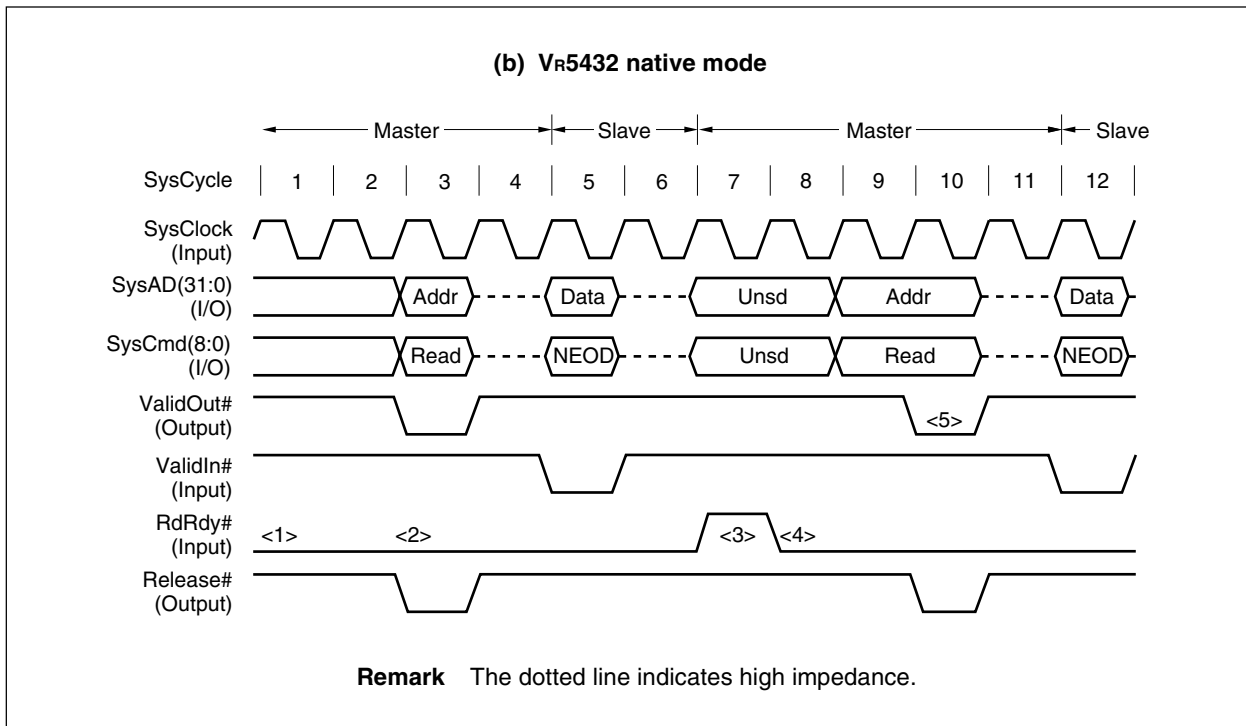 (b) VR5432 native mode
Master Slave Master Slave
SysCycle 1 2 3 4 5 6 7 8 9 10 11 12
SysClock
(Input)
SysAD(31:0)
(I/O)
Addr Data Unsd Addr Data
SysCmd(8:0)
(I/O)
Read NEOD Unsd Read NEOD
ValidOut#
(Output)
<5>
ValidIn#
(Input)
RdRdy#
(Input)
<1> <2> <3> <4>
Release#
(Output)
Remark The dotted line indicates high impedance.